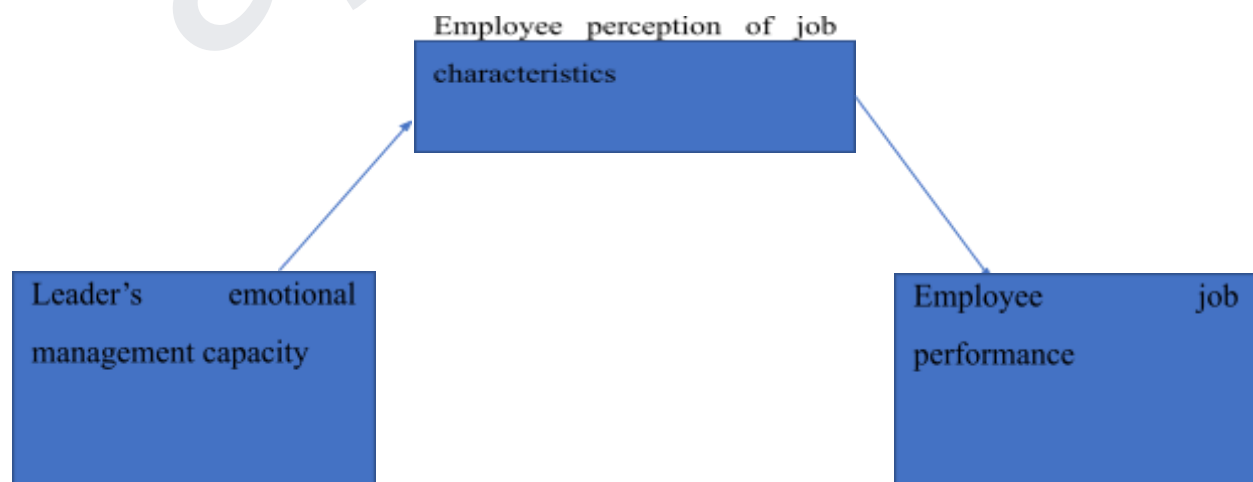 Employee perception of job
characteristics
Leader’s emotional
management capacity
Employee job
performance